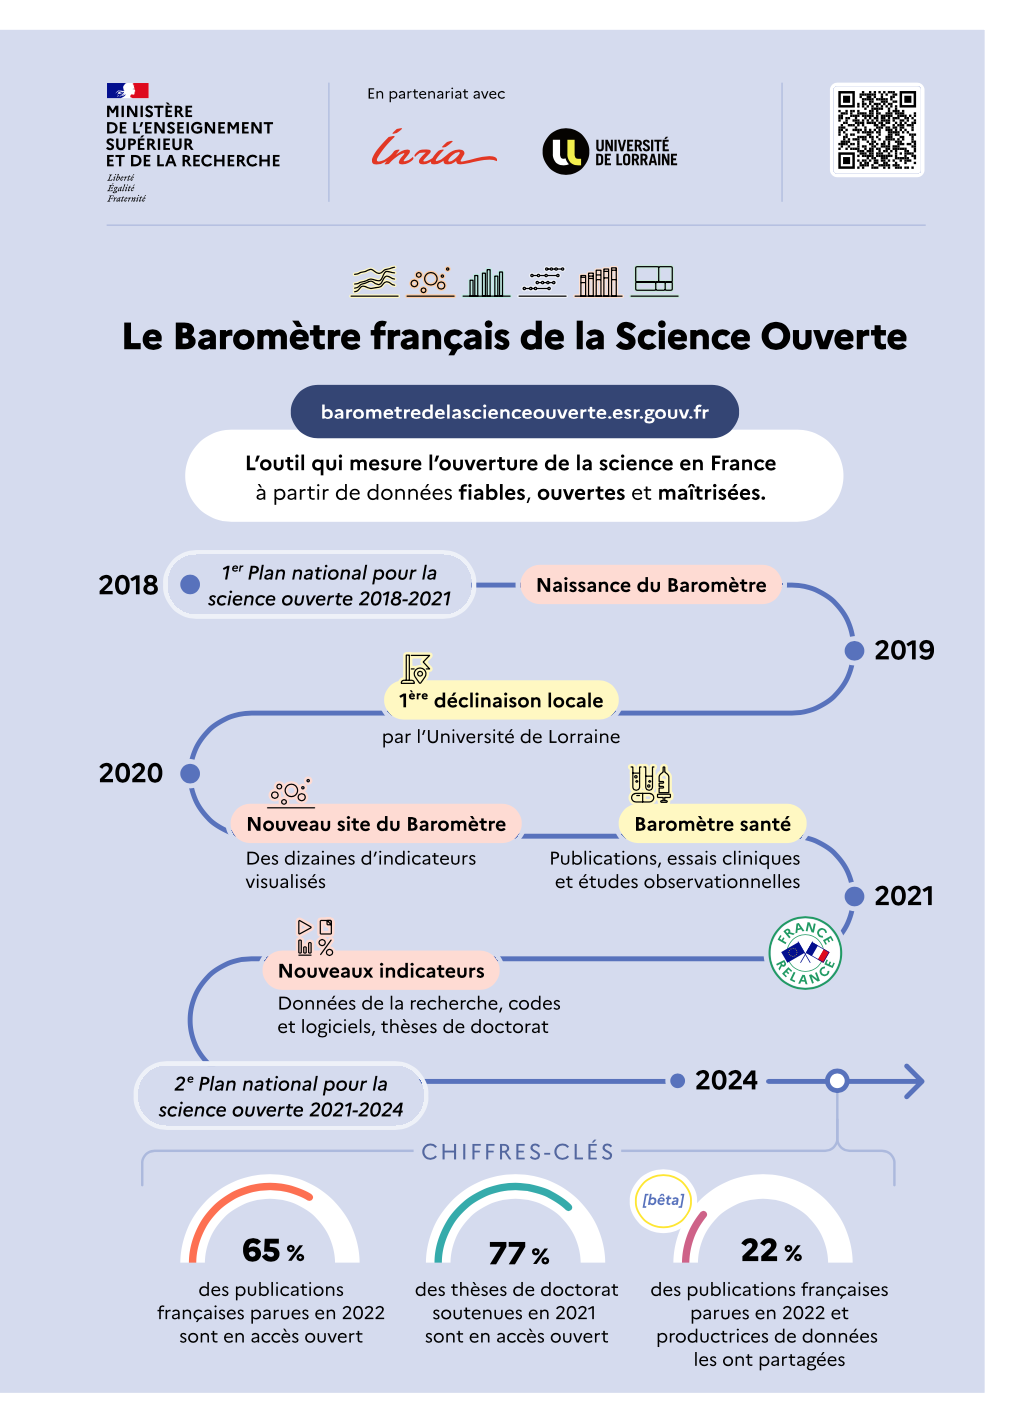 MINISTÈRE
DE L'ENSEIGNEMENT
SUPÉRIEUR
ET DE LA RECHERCHE
Liberté
Égalité
Fraternité
En partenariat avec
Inria
UNIVERSITÉ
DE LORRAINE
Le Baromètre français de la Science Ouverte
barometredelascienceouverte.esr.gouv.fr
L'outil qui mesure l'ouverture de la science en France
à partir de données fiables, ouvertes et maîtrisées.
2018
1er Plan national pour la
science ouverte 2018-2021
Naissance du Baromètre
2019
1ère déclinaison locale
par l'Université de Lorraine
2020
Nouveau site du Baromètre
Des dizaines d'indicateurs
visualisés
Baromètre santé
Publications, essais cliniques
et études observationnelles
2021
FRANCE
RELANCE
Nouveaux indicateurs
Données de la recherche, codes
et logiciels, thèses de doctorat
2e Plan national pour la
science ouverte 2021-2024
2024
CHIFFRES-CLÉS
65 %
des publications
françaises parues en 2022
sont en accès ouvert
77 %
des thèses de doctorat
soutenues en 2021
sont en accès ouvert
[bêta]
22 %
des publications françaises
parues en 2022 et
productrices de données
les ont partagées